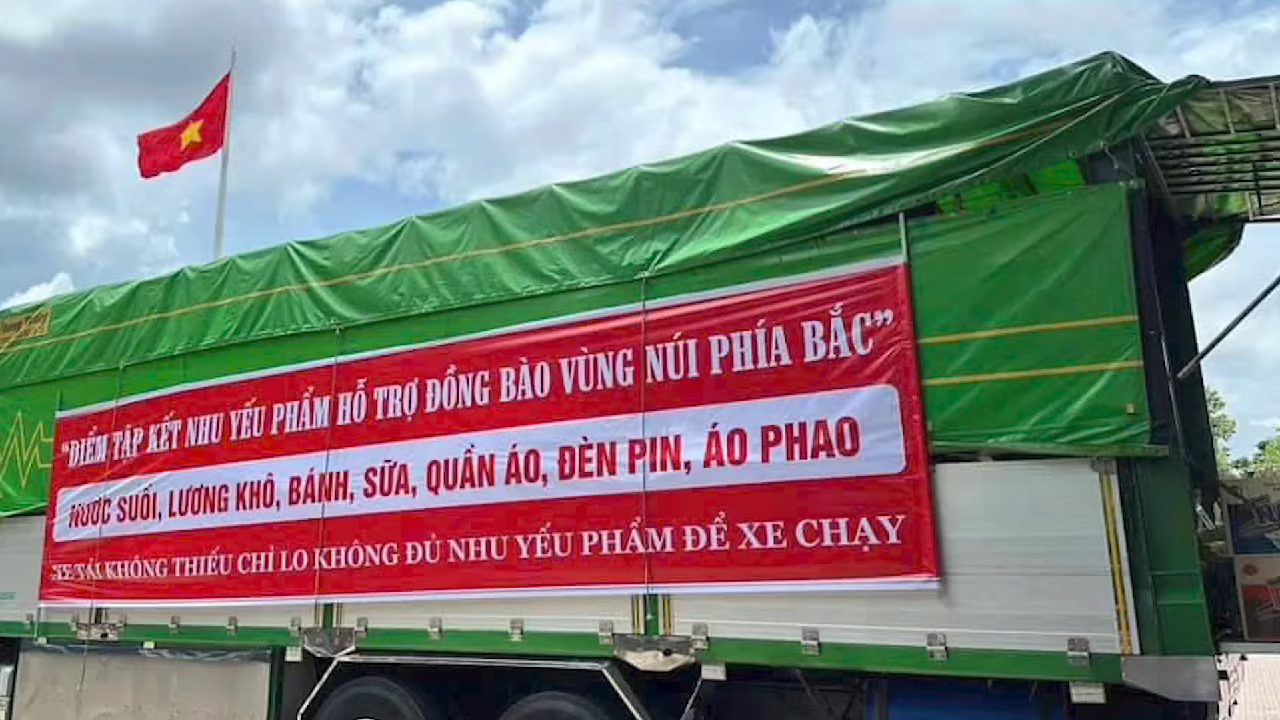 “ĐIỂM TẬP KẾT NHU YẾU PHẨM HỖ TRỢ ĐỒNG BÀO VÙNG NÚI PHÍA BẮC”
NƯỚC SUỐI, LƯƠNG KHÔ, BÁNH, SỮA, QUẦN ÁO, ĐÈN PIN, ÁO PHAO
XE TẢI KHÔNG THIẾU CHỈ LO KHÔNG ĐỦ NHU YẾU PHẨM ĐỂ XE CHẠY